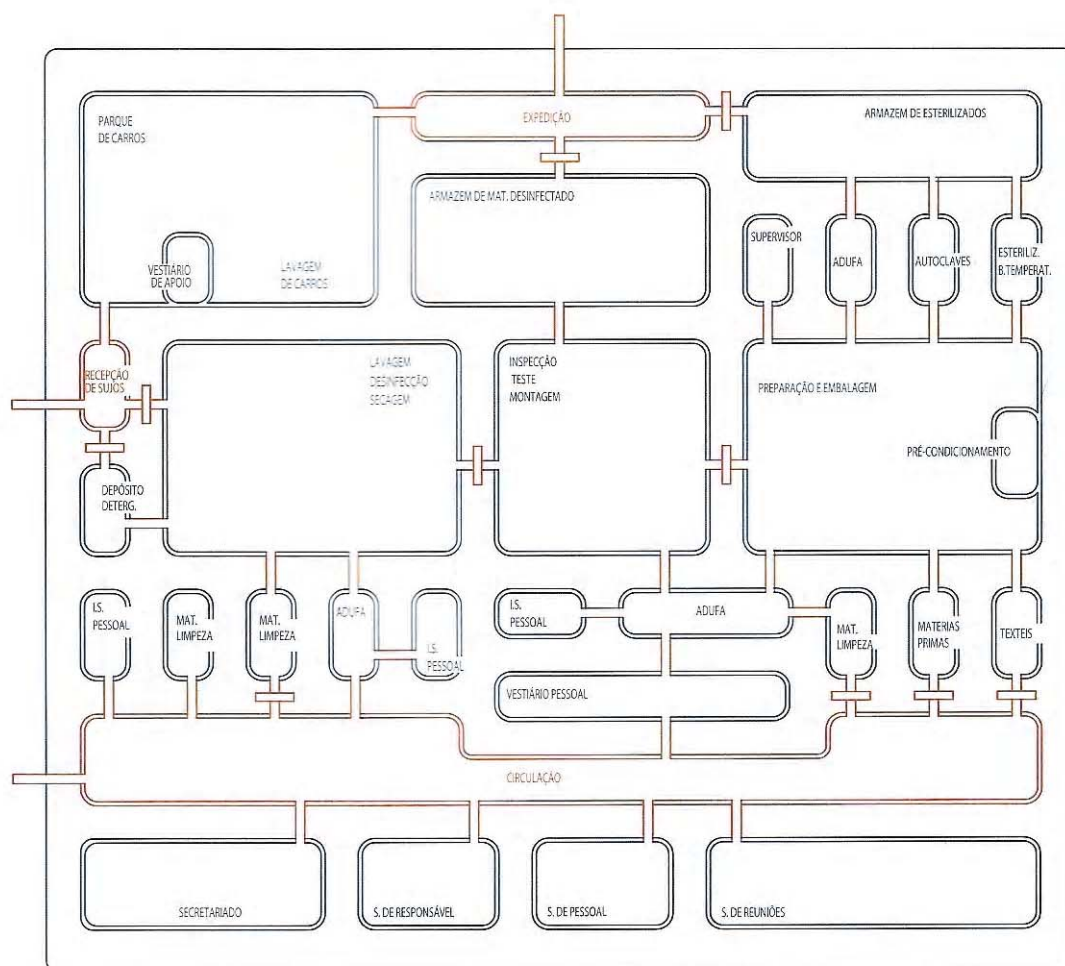 PARQUE
DE CARROS
EXPEDIÇÃO
ARMAZEM DE ESTERILIZADOS
ARMAZEM DE MAT. DESINFECTADO
VESTIÁRIO
DE APOIO
LAVAGEM
DE CARROS
SUPERVISOR
ADUFA
AUTOCLAVES
ESTERILIZ.
B.TEMPERAT.
RECEPÇÃO
DE SUJOS
LAVAGEM
DESINFECÇÃO
SECAGEM
INSPECÇÃO
TESTE
MONTAGEM
PREPARAÇÃO E EMBALAGEM
PRÉ-CONDICIONAMENTO
DEPÓSITO
DETERG.
I.S.
PESSOAL
MAT.
LIMPEZA
MAT.
LIMPEZA
ADUFA
I.S.
PESSOAL
I.S.
PESSOAL
ADUFA
MAT.
LIMPEZA
MATERIAS
PRIMAS
TEXTEIS
VESTIÁRIO PESSOAL
CIRCULAÇÃO
SECRETARIADO
S. DE RESPONSÁVEL
S. DE PESSOAL
S. DE REUNIÕES